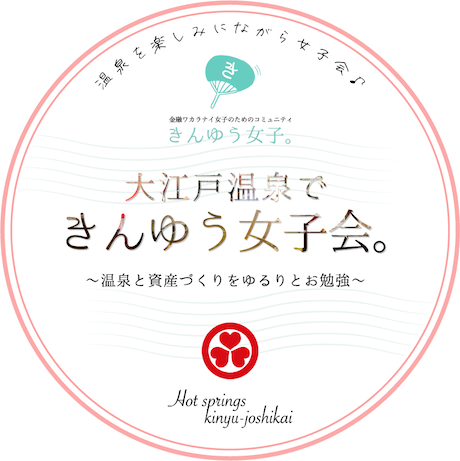 温泉を楽しみにながら女子会♪
き
金融ワカラナイ女子のためのコミュニティ
きんゆう女子。
大江戸温泉で
きんゆう女子会。
～温泉と資産づくりをゆるりとお勉強～
Hot springs
kinyu-joshikai